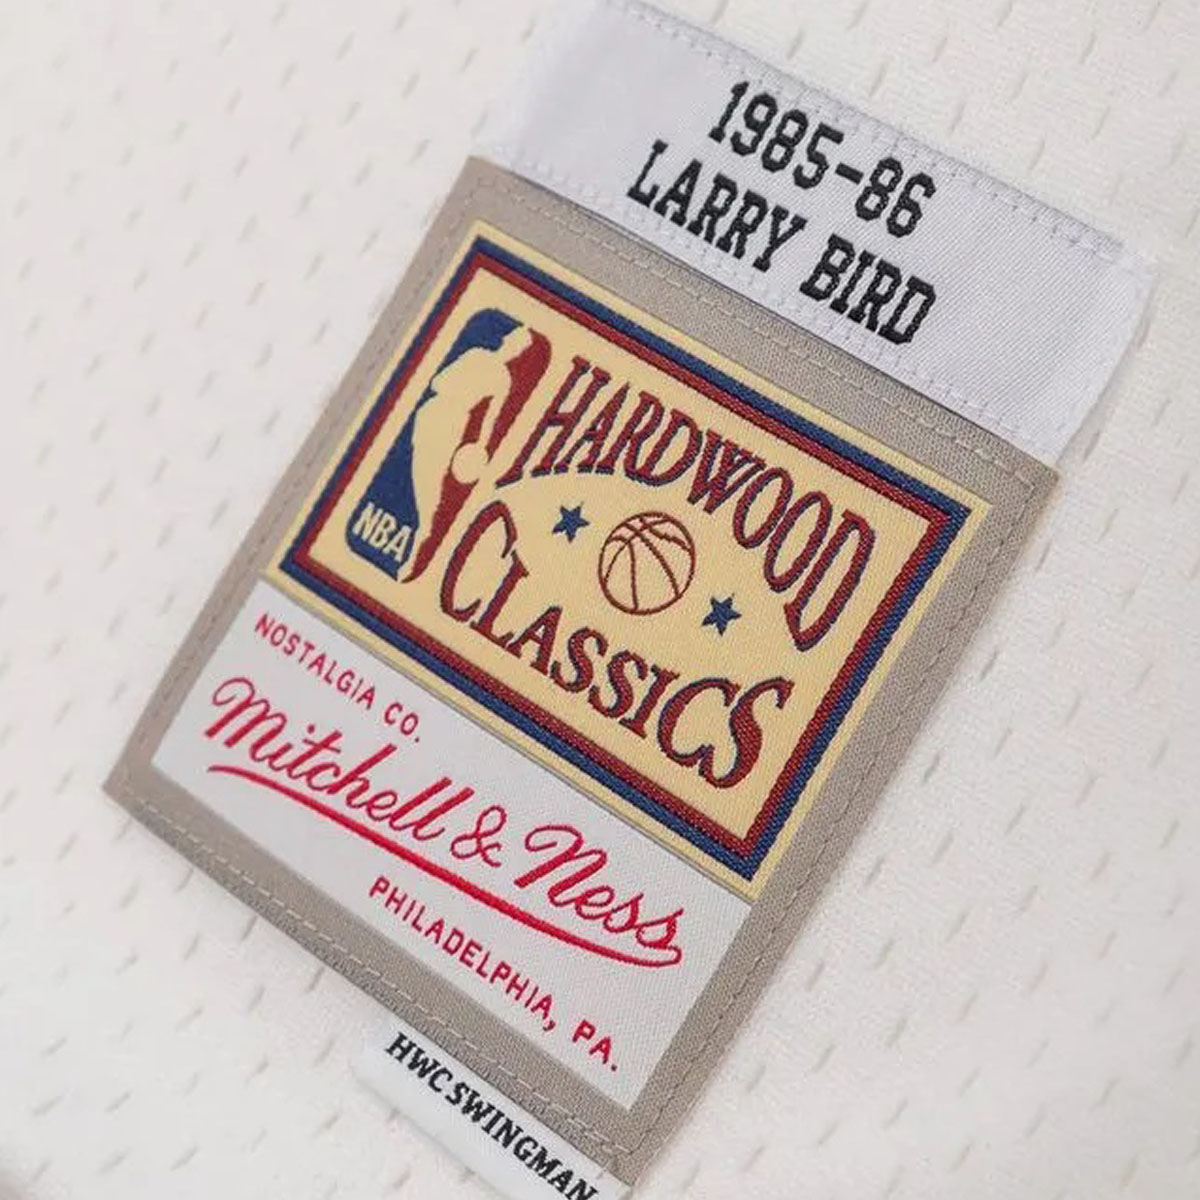 1985-86
LARRY BIRD
HARDWOOD
CLASSICS
NBA
NOSTALGIA CO.
Mitchell & Ness
PHILADELPHIA, PA.
HWC SWINGMAN